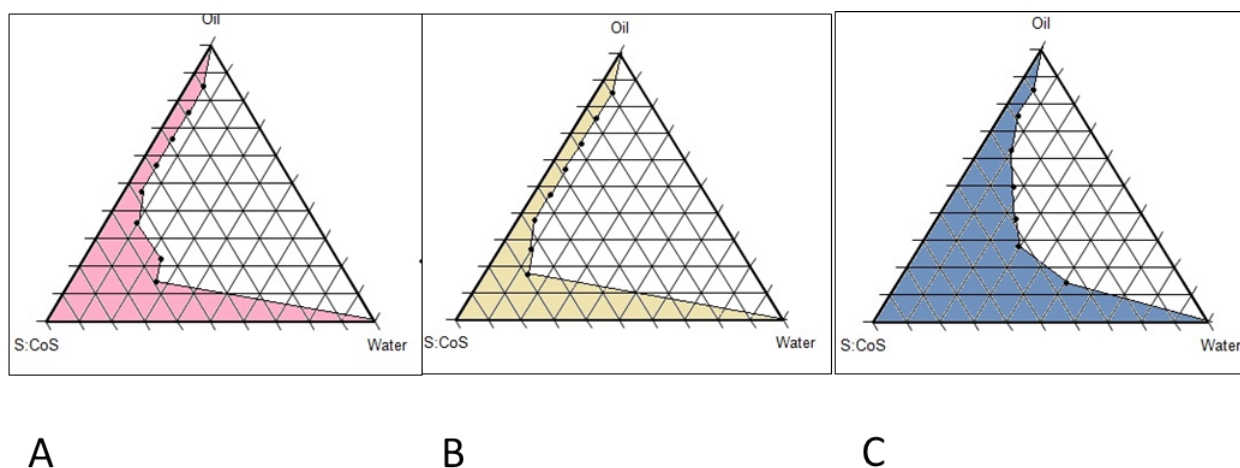 Oil
S:CoS
Water
Oil
S:CoS
Water
Oil
S:CoS
Water
A
B
C